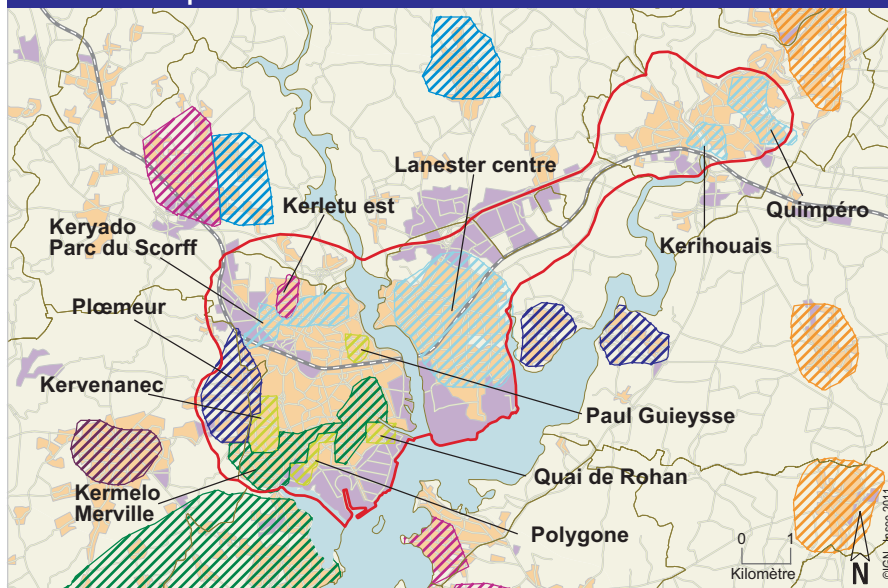 Lanester centre
Kerletu est
Keryado
Parc du Scorff
Quimpéro
Kerihouais
Plœmeur
Kervenanec
Paul Guieysse
Quai de Rohan
Kermelo
Merville
Polygone
0 1
Kilomètre
N